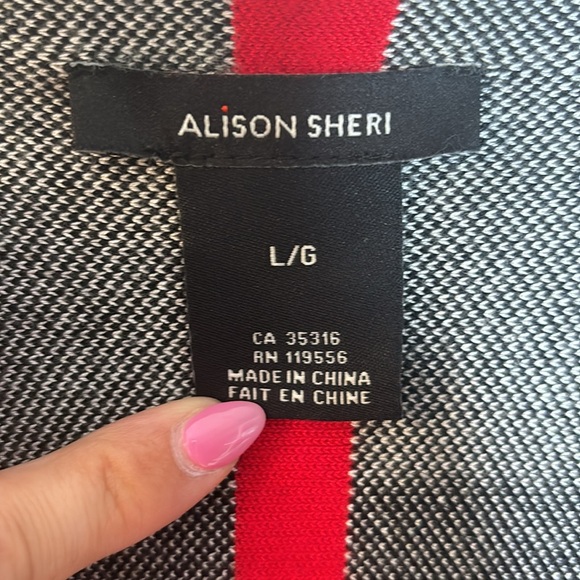 ALISON SHERI
L/G
CA 35316
RN 119556
MADE IN CHINA
FAIT EN CHINE